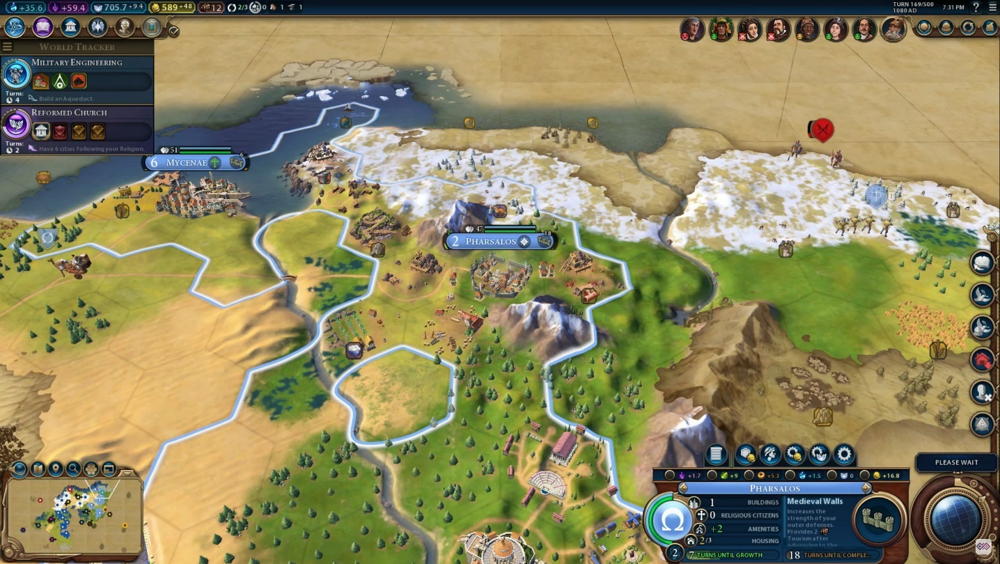 +35.6 +59.4 705.7 +9.4 589 +48 12 2/3 0 1 1
TURN 169/500
1080 AD
7:31 PM
?
WORLD TRACKER
MILITARY ENGINEERING
Turns:
4
Build an Aqueduct.
REFORMED CHURCH
Turns:
2
Have 6 cities following your Religion.
51
6
6 MYCENAE
47
18
2 PHARSALOS
PLEASE WAIT
+1.7 +9 +5.3 +1.5 0 +16.8
PHARSALOS
1 BUILDINGS
0 RELIGIOUS CITIZENS
+2 AMENITIES
2/3 HOUSING
2
7 TURNS UNTIL GROWTH
Medieval Walls
Increases the
strength of your
outer defenses.
Provides 2
Tourism after
advancing to the
18 TURNS UNTIL COMPLE...